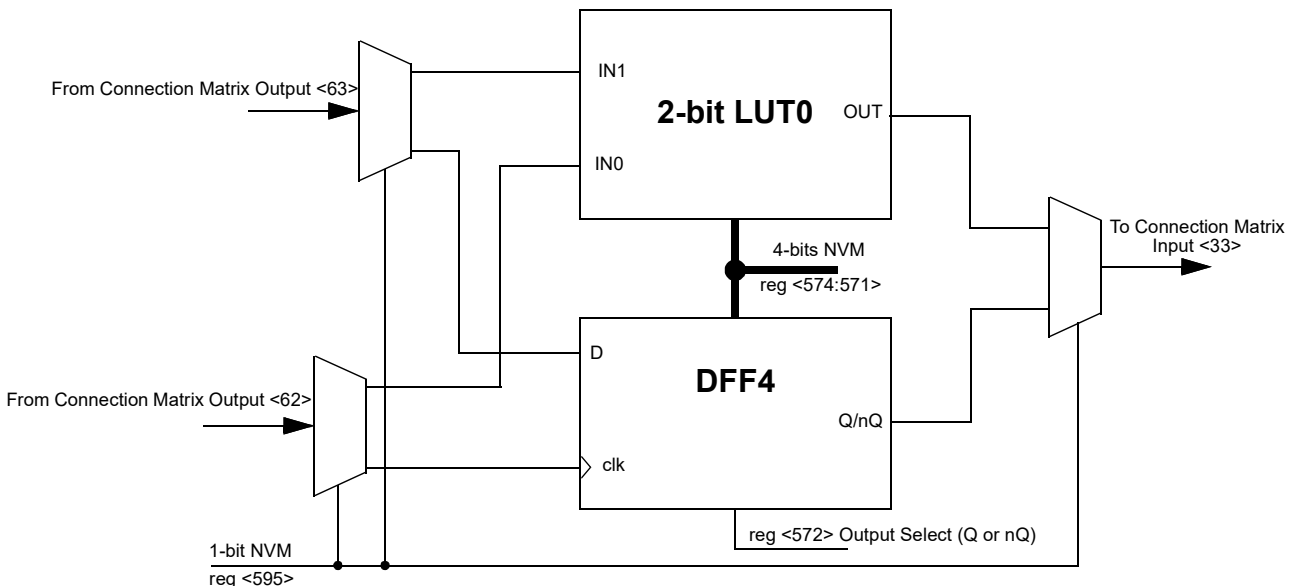 From Connection Matrix Output <63>
IN1
2-bit LUT0
OUT
IN0
To Connection Matrix
Input <33>
4-bits NVM
reg <574:571>
D
DFF4
From Connection Matrix Output <62>
Q/nQ
clk
reg <572> Output Select (Q or nQ)
1-bit NVM
reg <595>